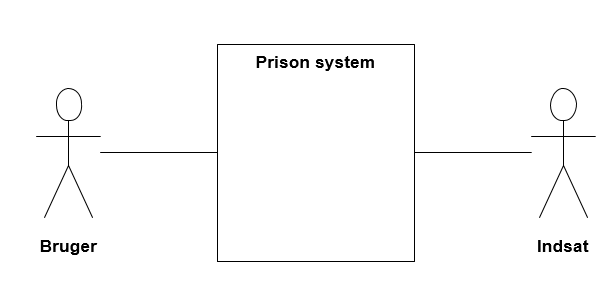 Prison system
Bruger
Indsat